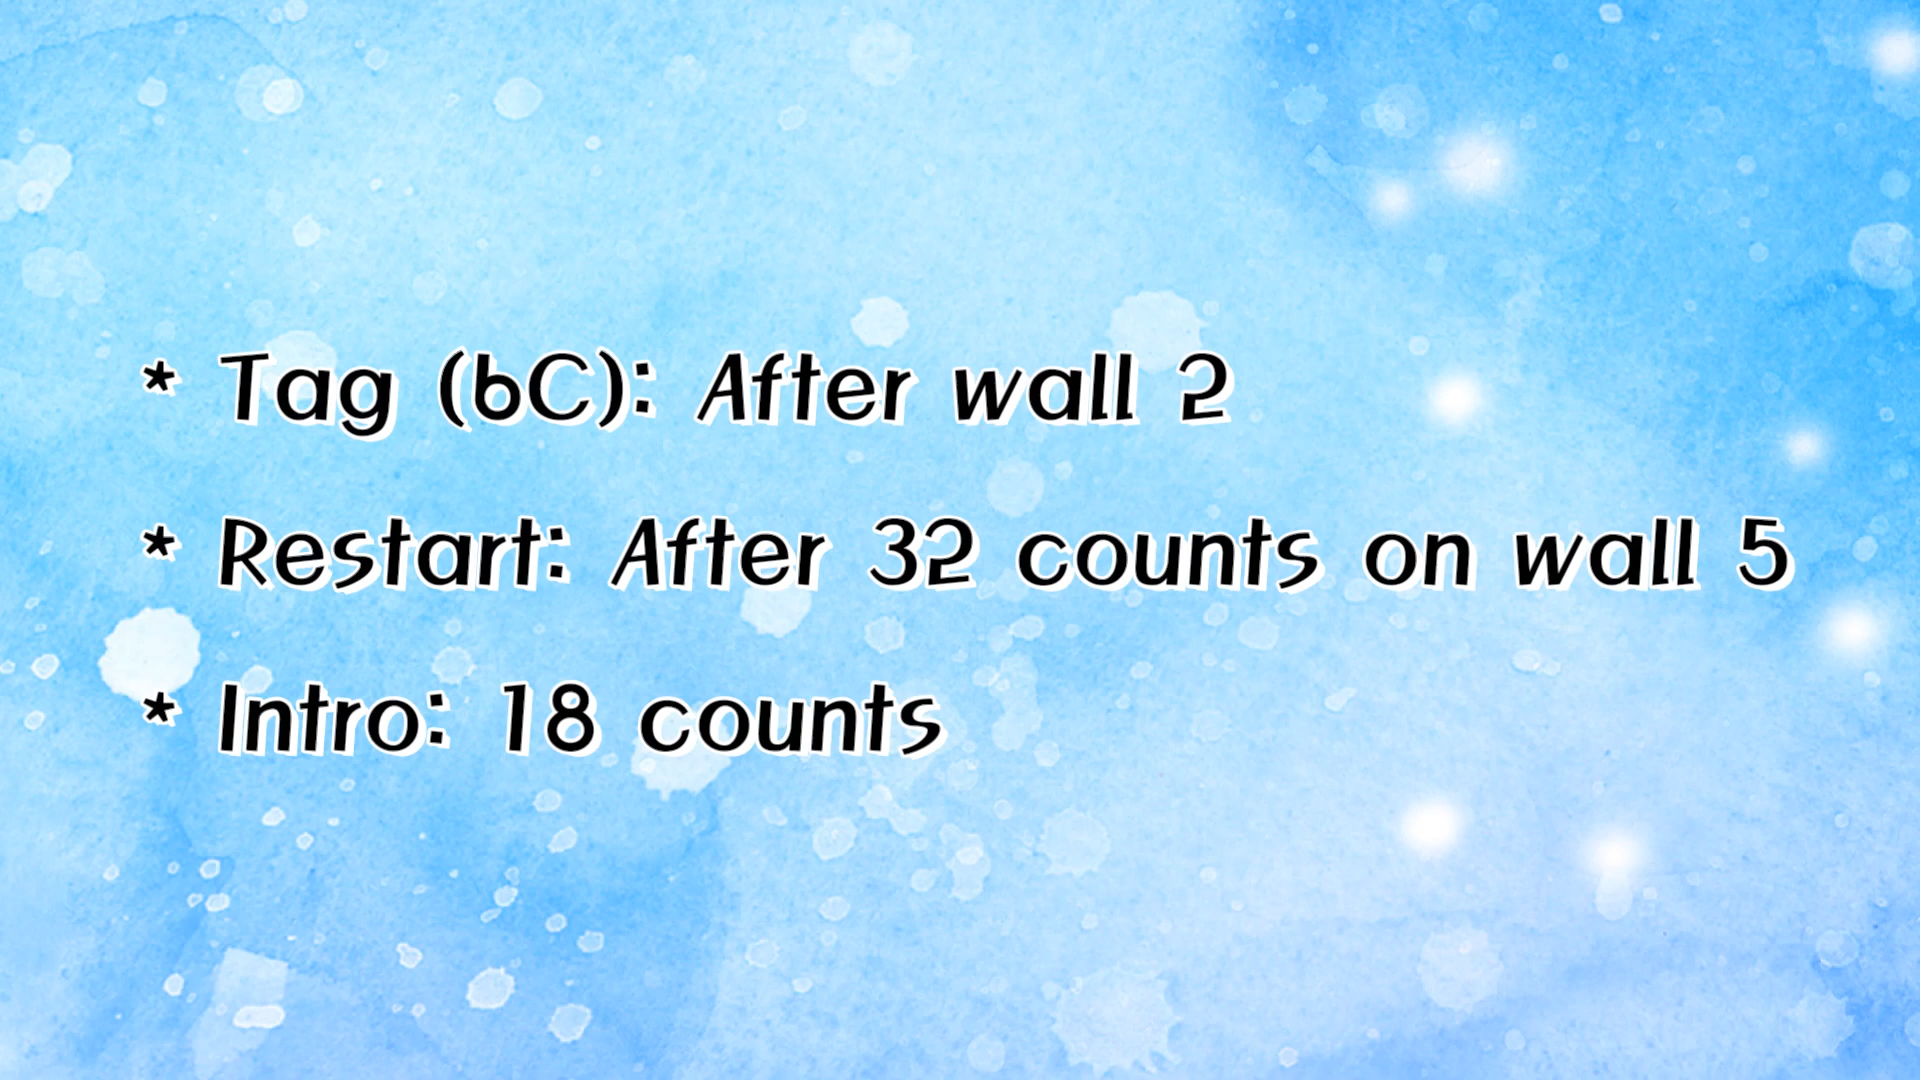 * Tag (6C): After wall 2
* Restart: After 32 counts on wall 5
* Intro: 18 counts